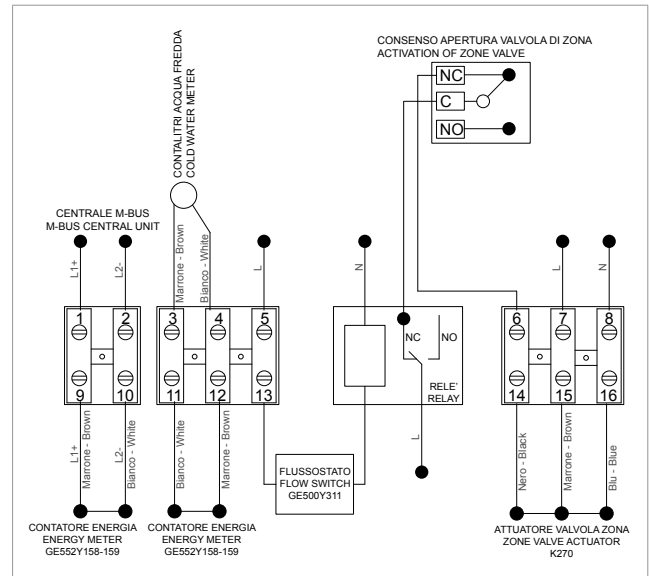 CONSENSO APERTURA VALVOLA DI ZONA
ACTIVATION OF ZONE VALVE
NC
C
NO
CONTALITRI ACQUA FREDDA
COLD WATER METER
CENTRALE M-BUS
M-BUS CENTRAL UNIT
L1+
L2-
Marrone - Brown
Bianco - White
L
N
L
N
1
2
3
4
5
6
7
8
NC
NO
RELE'
RELAY
9
10
11
12
13
14
15
16
L1+
Marrone - Brown
L2-
Bianco - White
Bianco - White
Marrone - Brown
L
Nero - Black
Marrone - Brown
Blu - Blue
FLUSSOSTATO
FLOW SWITCH
GE500Y311
CONTATORE ENERGIA
ENERGY METER
GE552Y158-159
CONTATORE ENERGIA
ENERGY METER
GE552Y158-159
ATTUATORE VALVOLA ZONA
ZONE VALVE ACTUATOR
K270